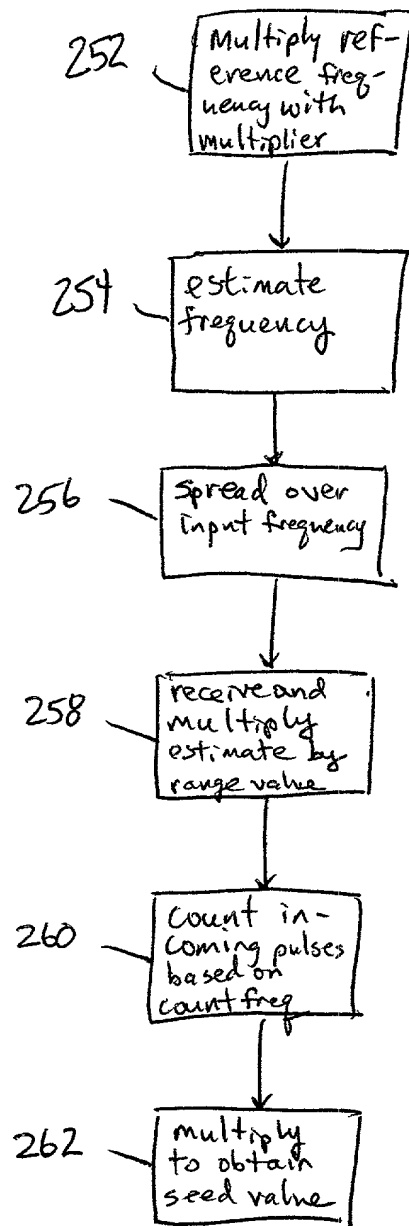 252
Multiply ref-
erence freq-
uency with
multiplier
254
estimate
frequency
256
spread over
input frequency
258
receive and
multiply
estimate by
range value
260
Count in-
coming pulses
based on
count freq
262
multiply
to obtain
seed value